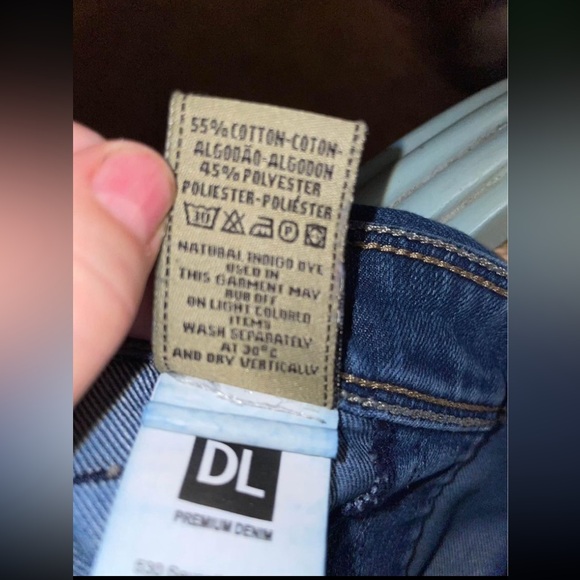 55% COTTON-COTON-
ALGODÃO-ALGODON
45% POLYESTER
POLIESTER-POLIÉSTER
30 P
NATURAL INDIGO DYE
USED IN
THIS GARMENT MAY
RUB OFF
ON LIGHT COLORED
ITEMS
WASH SEPARATELY
AT 30°C
AND DRY VERTICALLY
DL
PREMIUM DENIM